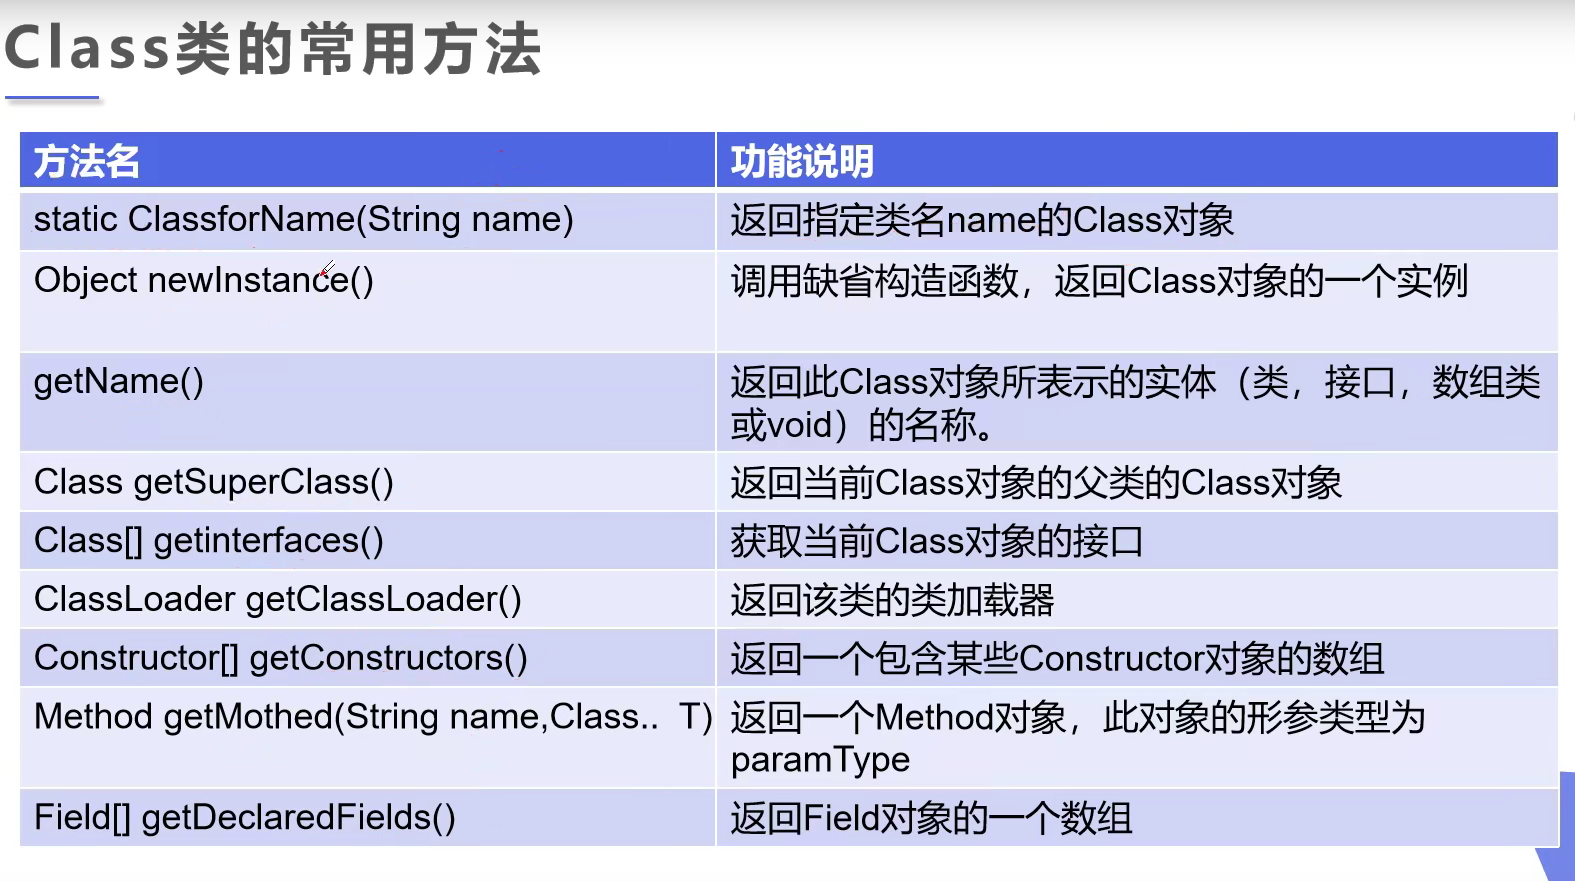 Class类的常用方法
方法名
功能说明
static ClassforName(String name)
返回指定类名name的Class对象
Object newInstance()
调用缺省构造函数，返回Class对象的一个实例
getName()
返回此Class对象所表示的实体（类，接口，数组类
或void）的名称。
Class getSuperClass()
返回当前Class对象的父类的Class对象
Class[] getinterfaces()
获取当前Class对象的接口
ClassLoader getClassLoader()
返回该类的类加载器
Constructor[] getConstructors()
返回一个包含某些Constructor对象的数组
Method getMothed(String name,Class.. T)
返回一个Method对象，此对象的形参类型为
paramType
Field[] getDeclaredFields()
返回Field对象的一个数组